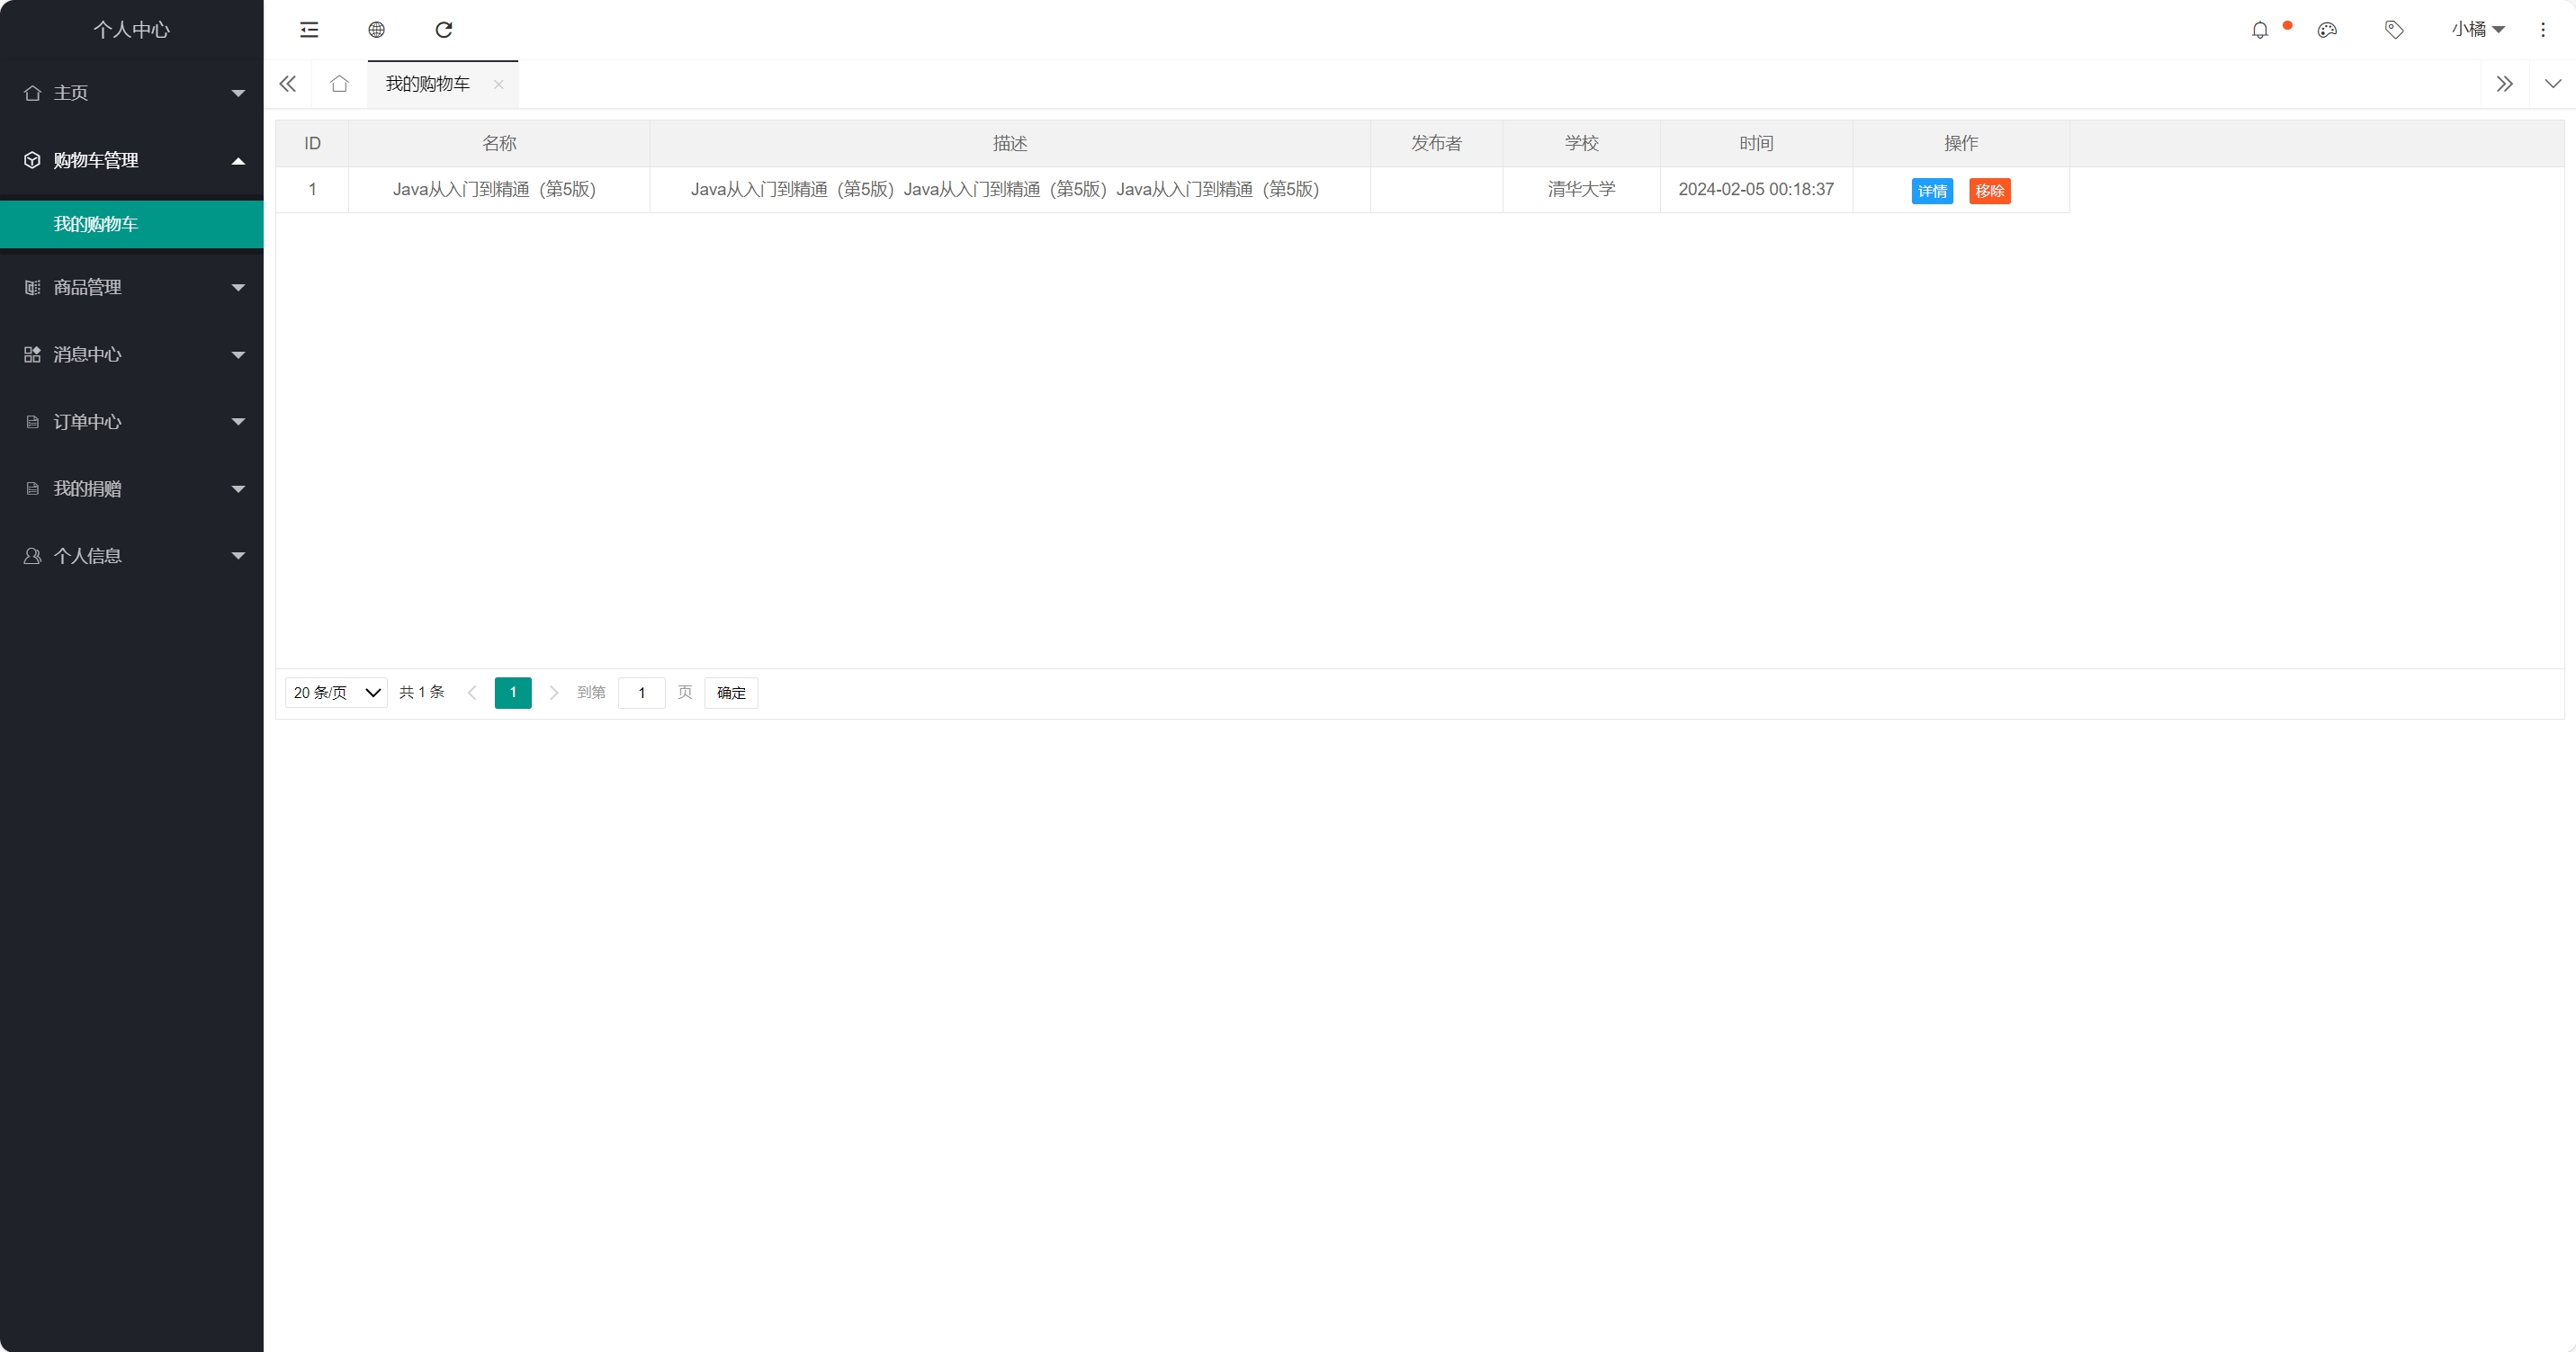 个人中心
小橘
主页
购物车管理
我的购物车
商品管理
消息中心
订单中心
我的捐赠
个人信息
我的购物车
ID 名称 描述 发布者 学校 时间 操作
1 Java从入门到精通（第5版） Java从入门到精通（第5版）Java从入门到精通（第5版）Java从入门到精通（第5版） 清华大学 2024-02-05 00:18:37 详情 移除
20 条/页 共 1 条 1 到第 1 页 确定